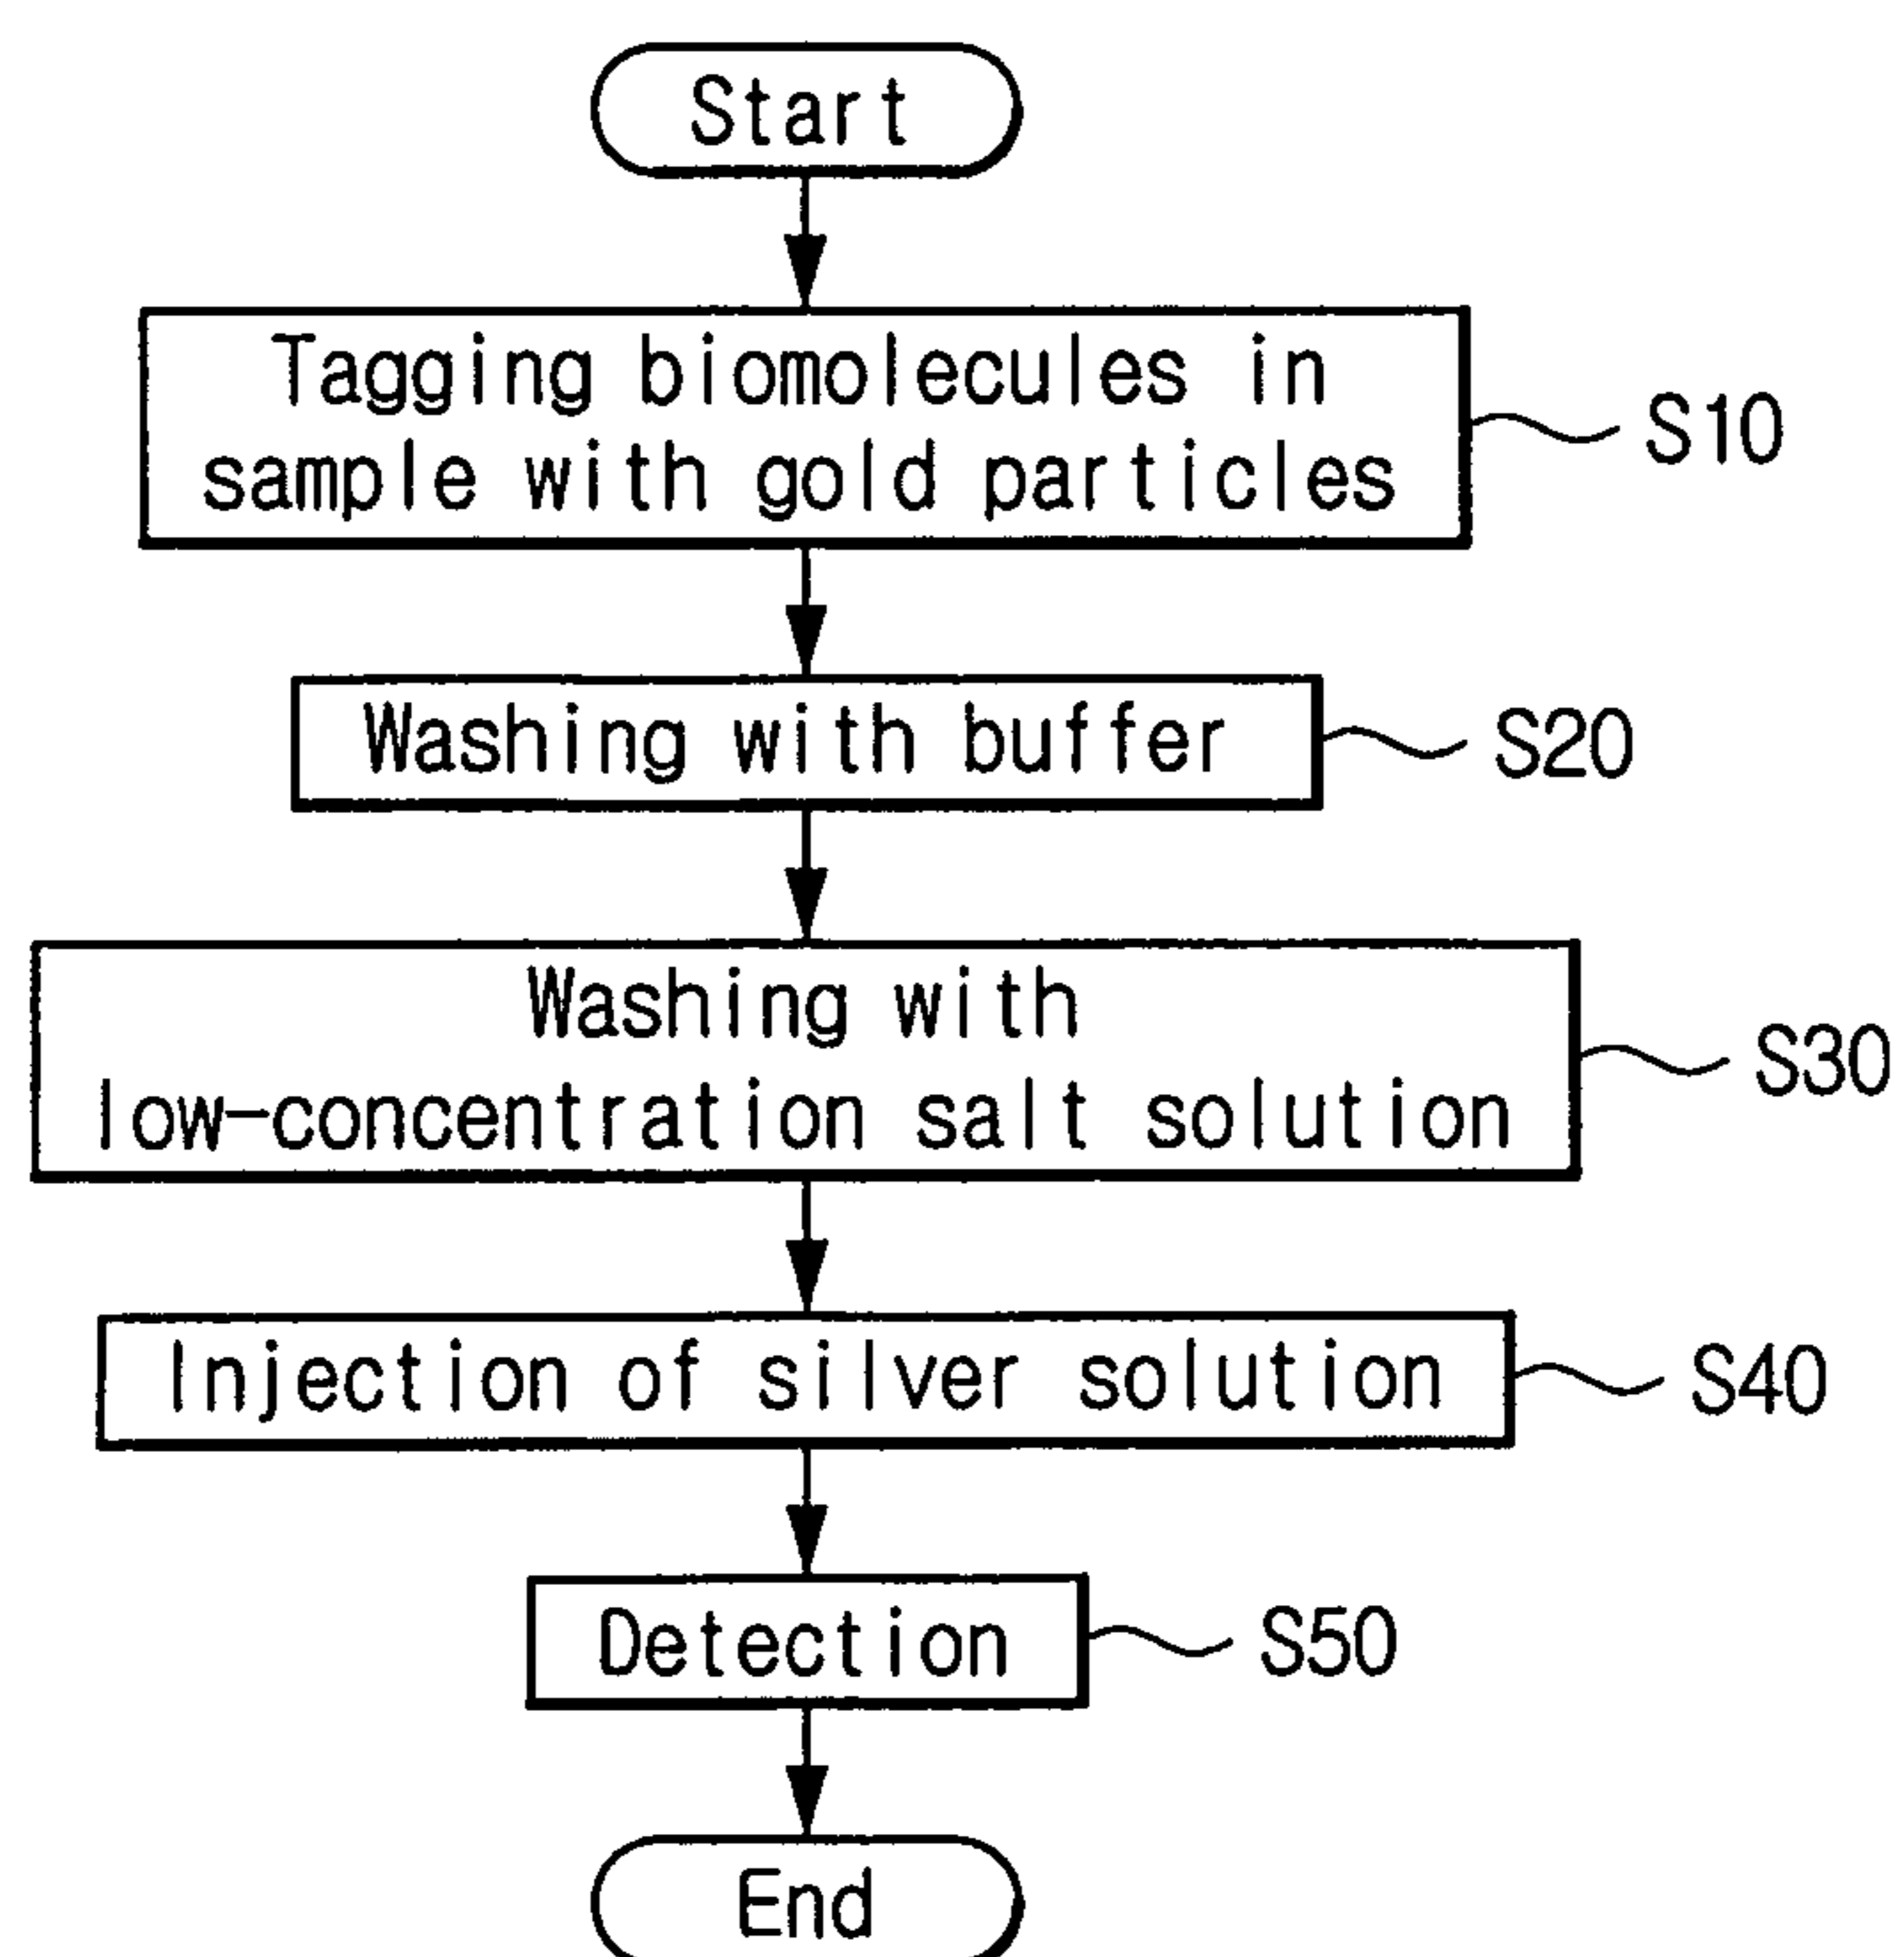 Start
Tagging biomolecules in
sample with gold particles
S10
Washing with buffer
S20
Washing with
low-concentration salt solution
S30
Injection of silver solution
S40
Detection
S50
End